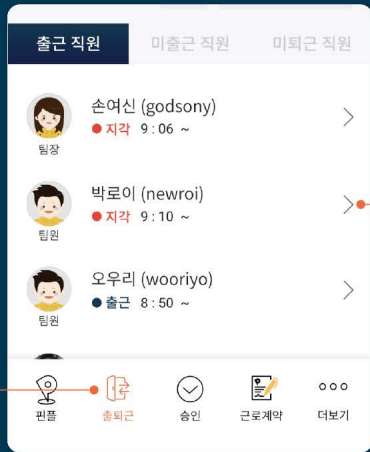 출근 직원 미출근 직원 미퇴근 직원
손여신 (godsony)
지각 9 : 06 ~
팀장
박로이 (newroi)
지각 9 : 10 ~
팀원
오우리 (wooriyo)
출근 8 : 50 ~
팀원
핀플 출퇴근 승인 근로계약 더보기